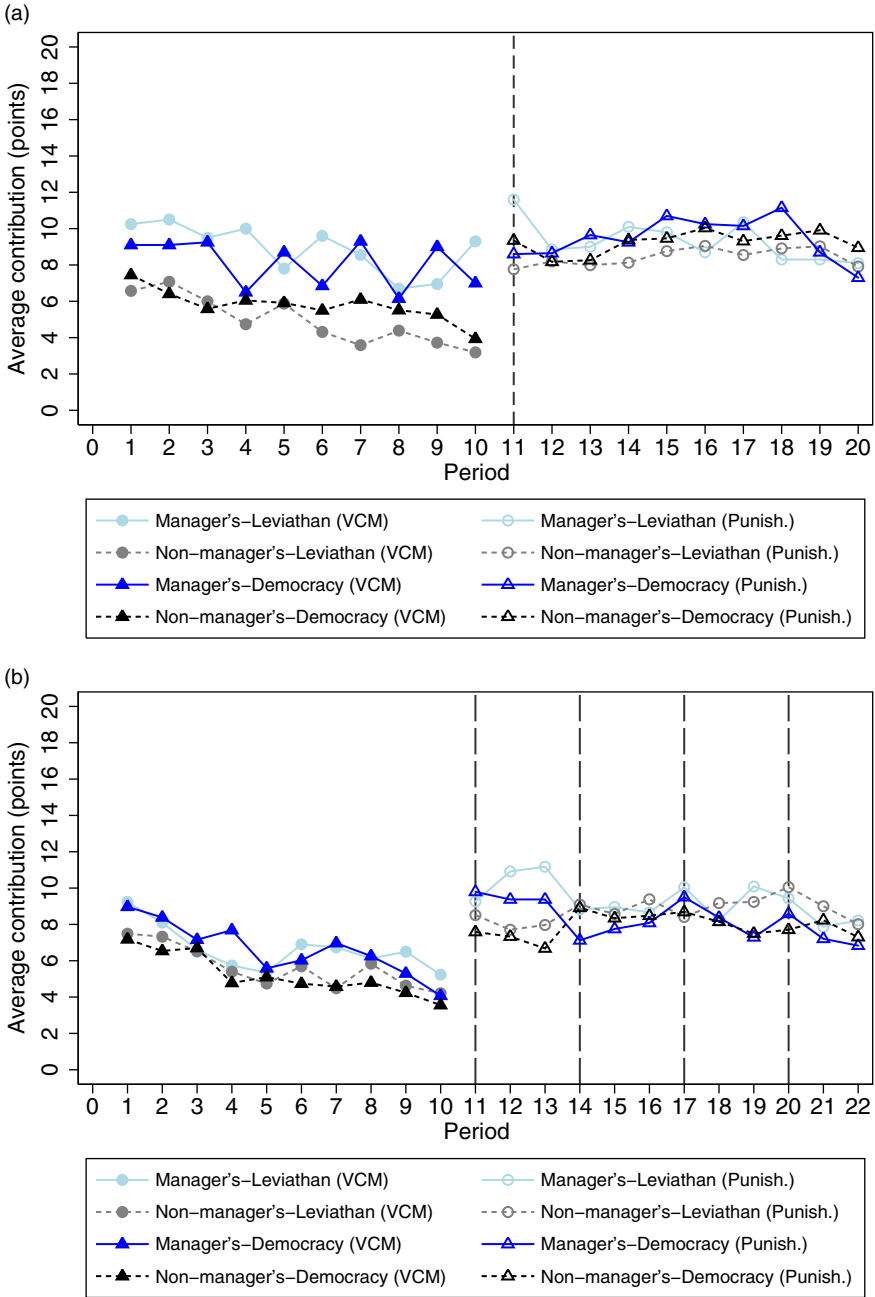 (a)
20
18
16
14
12
10
8
6
4
2
0
Average contribution (points)
0 1 2 3 4 5 6 7 8 9 10 11 12 13 14 15 16 17 18 19 20
Period
Manager's−Leviathan (VCM) Manager's−Leviathan (Punish.)
Non−manager's−Leviathan (VCM) Non−manager's−Leviathan (Punish.)
Manager's−Democracy (VCM) Manager's−Democracy (Punish.)
Non−manager's−Democracy (VCM) Non−manager's−Democracy (Punish.)
(b)
20
18
16
14
12
10
8
6
4
2
0
Average contribution (points)
0 1 2 3 4 5 6 7 8 9 10 11 12 13 14 15 16 17 18 19 20 21 22
Period
Manager's−Leviathan (VCM) Manager's−Leviathan (Punish.)
Non−manager's−Leviathan (VCM) Non−manager's−Leviathan (Punish.)
Manager's−Democracy (VCM) Manager's−Democracy (Punish.)
Non−manager's−Democracy (VCM) Non−manager's−Democracy (Punish.)